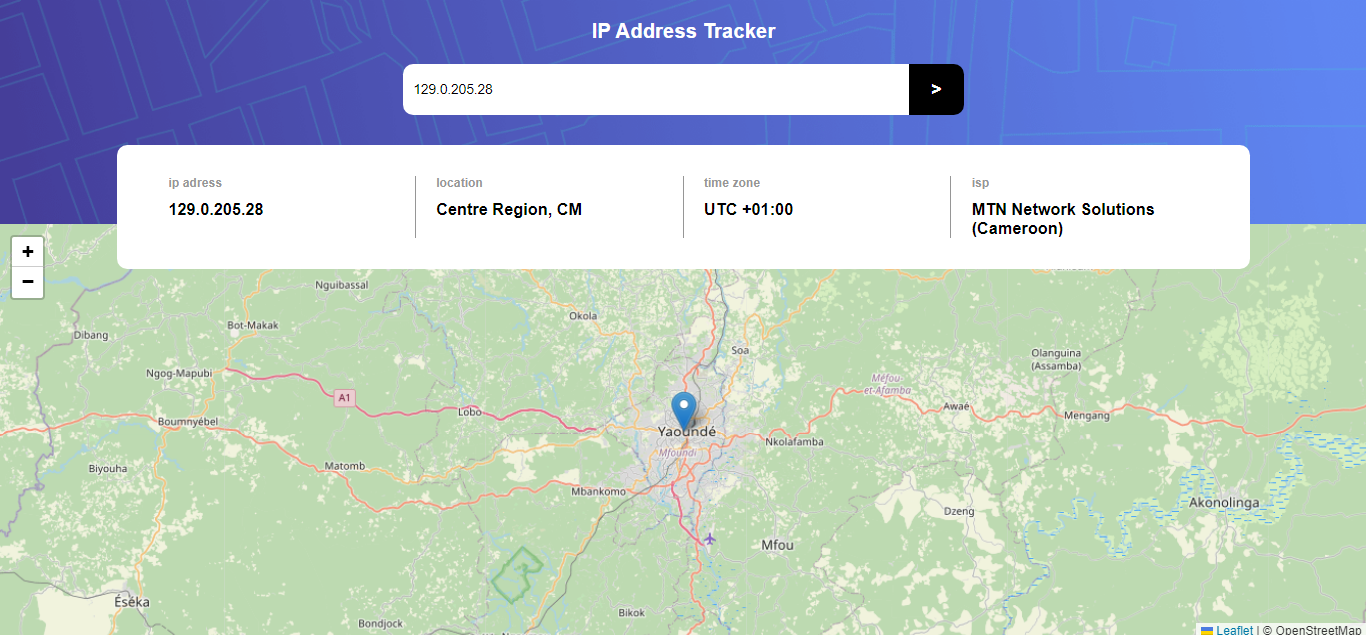 IP Address Tracker
129.0.205.28
>
ip adress
129.0.205.28
location
Centre Region, CM
time zone
UTC +01:00
isp
MTN Network Solutions
(Cameroon)
+
−
Nguibassal
Okola
Bot-Makak
Dibang
Soa
Olanguina
(Assamba)
Ngog-Mapubi
Méfou-
et-Afamba
A1
Awaé
Lobo
Mengang
Boumnyébel
Yaoundé
Nkolafamba
Mfoundi
Biyouha
Matomb
Mbankomo
Akonolinga
Dzeng
Mfou
Éséka
Bikok
Bondjock
Leaflet | © OpenStreetMap